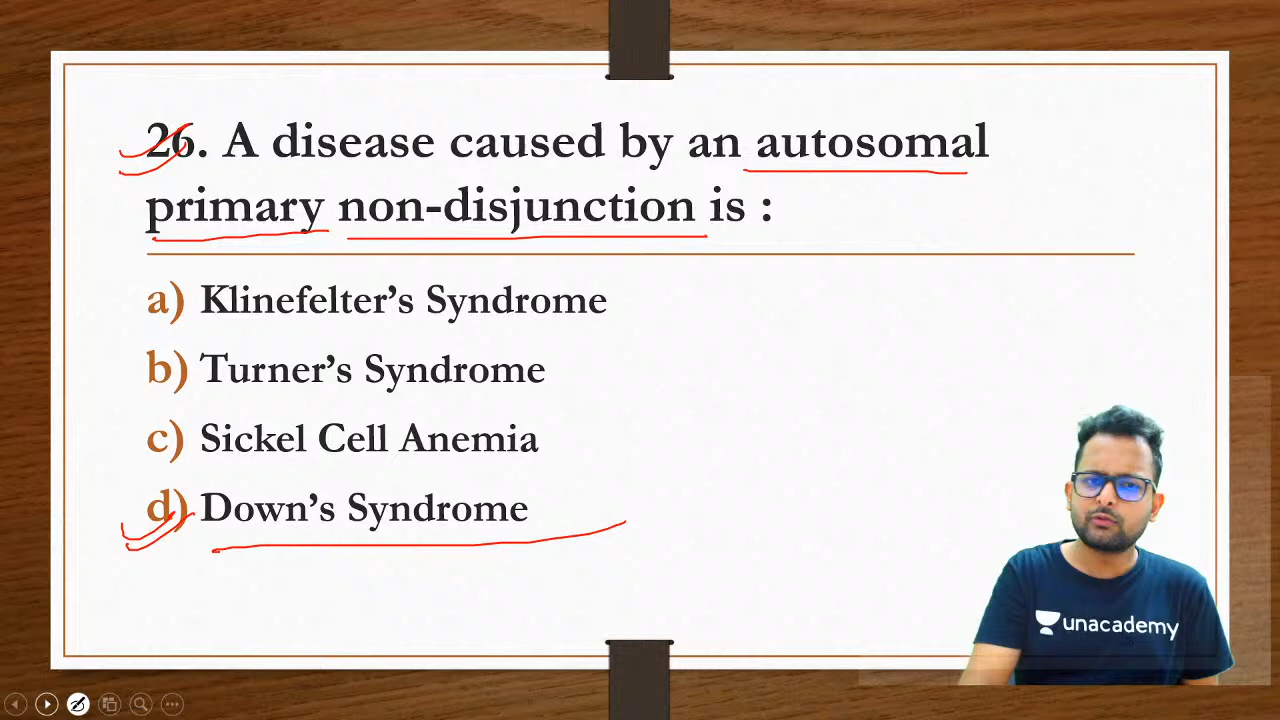 26. A disease caused by an autosomal
primary non-disjunction is :
a) Klinefelter's Syndrome
b) Turner's Syndrome
c) Sickel Cell Anemia
d) Down's Syndrome
unacademy